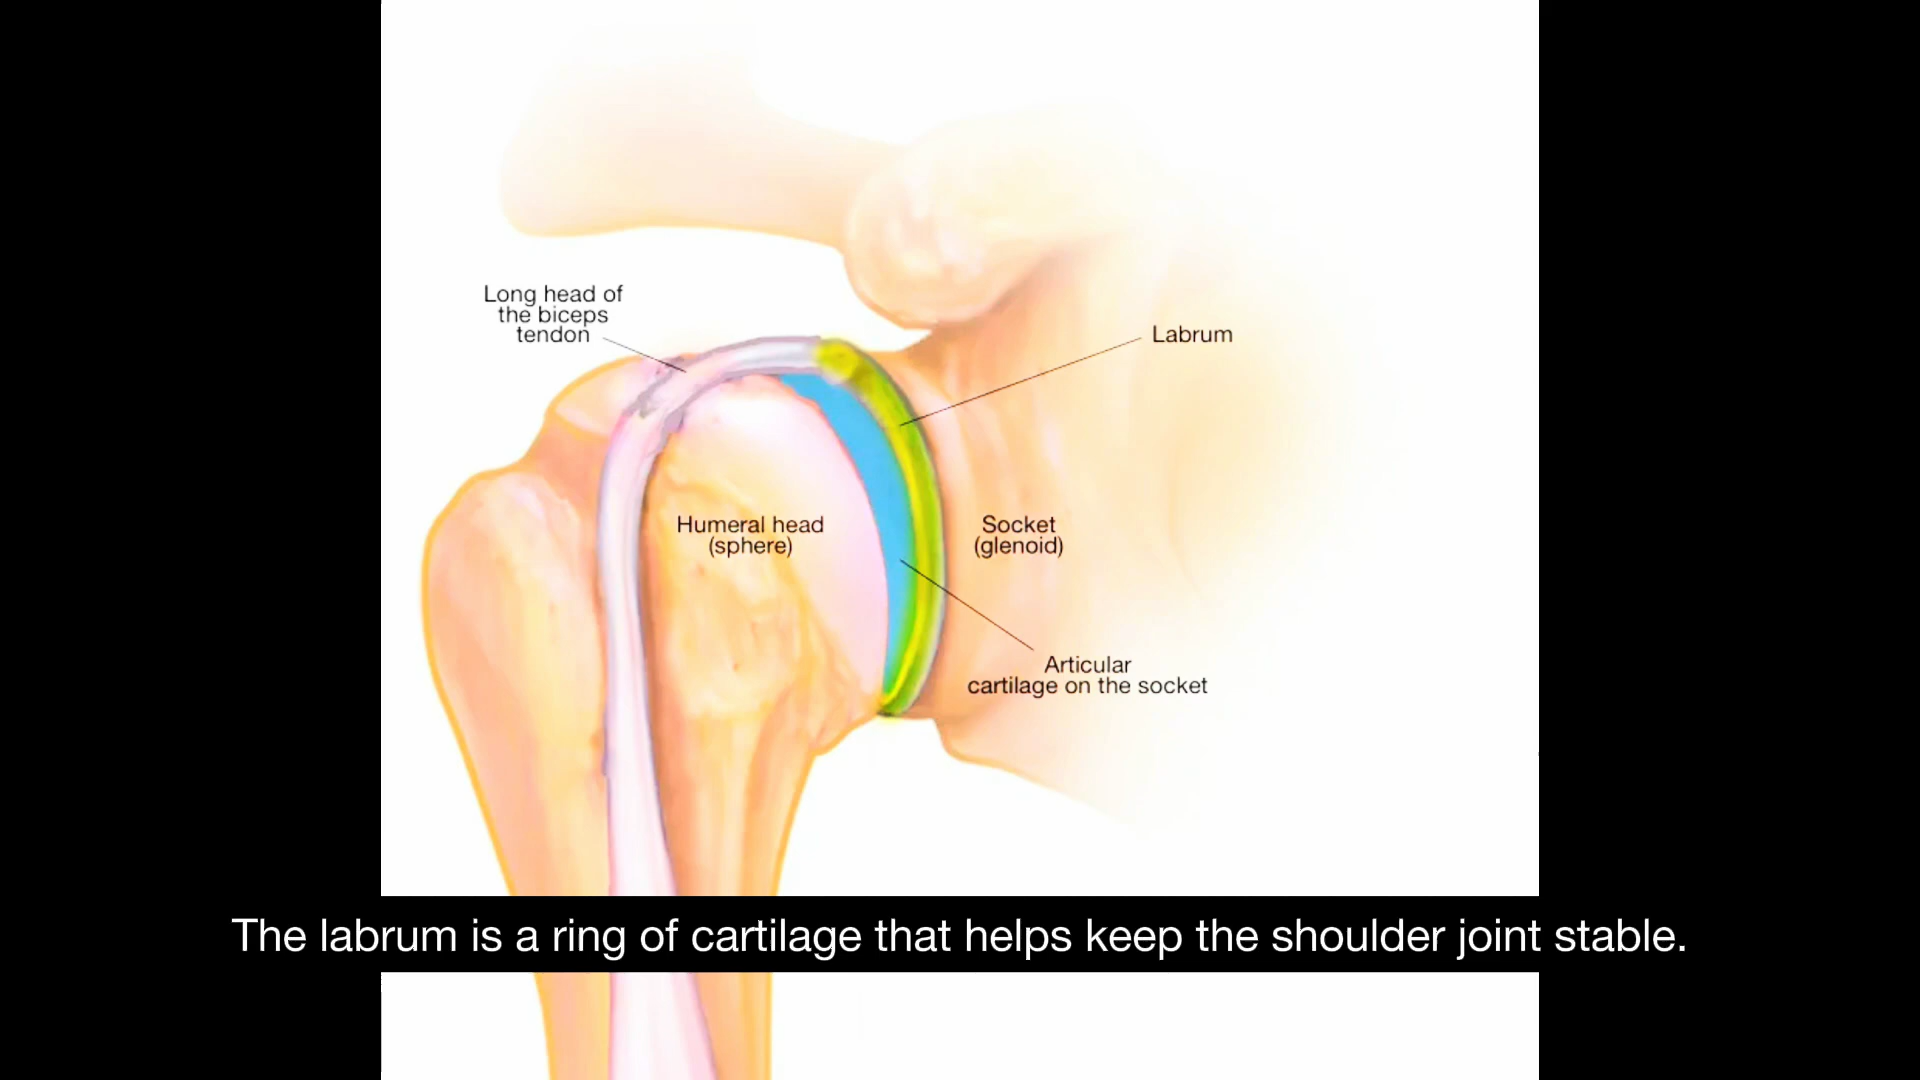 Long head of
the biceps
tendon
Labrum
Humeral head
(sphere)
Socket
(glenoid)
Articular
cartilage on the socket
The labrum is a ring of cartilage that helps keep the shoulder joint stable.